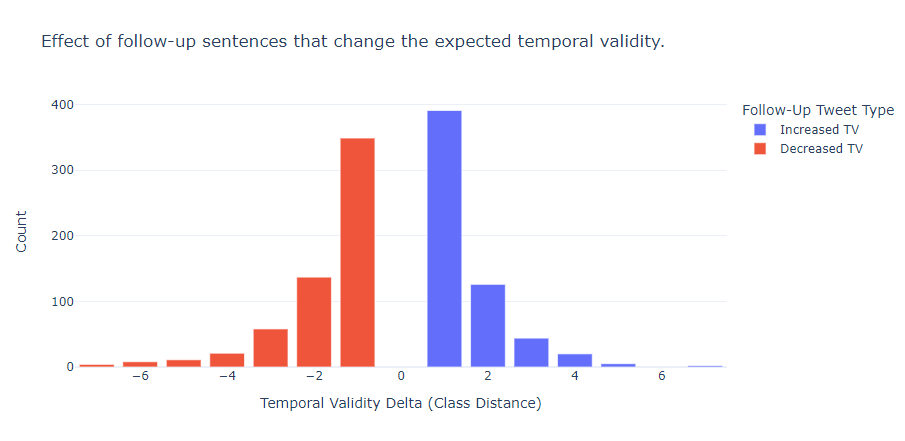 Effect of follow-up sentences that change the expected temporal validity.
Follow-Up Tweet Type
Increased TV
Decreased TV
Count
400
300
200
100
0
−6
−4
−2
0
2
4
6
Temporal Validity Delta (Class Distance)